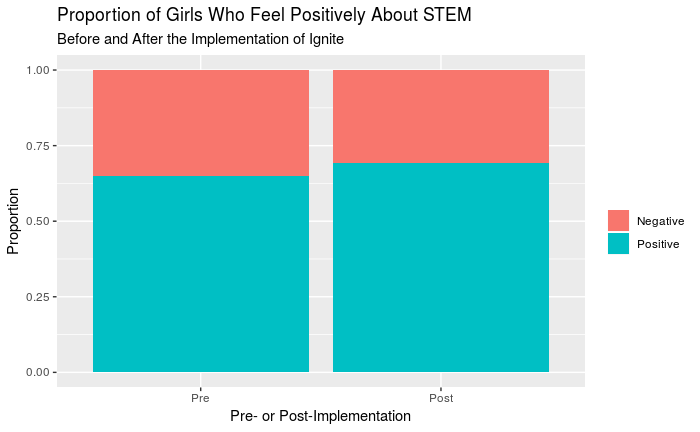 Proportion of Girls Who Feel Positively About STEM
Before and After the Implementation of Ignite
1.00
0.75
0.50
0.25
0.00
Proportion
Pre
Post
Pre- or Post-Implementation
Negative
Positive